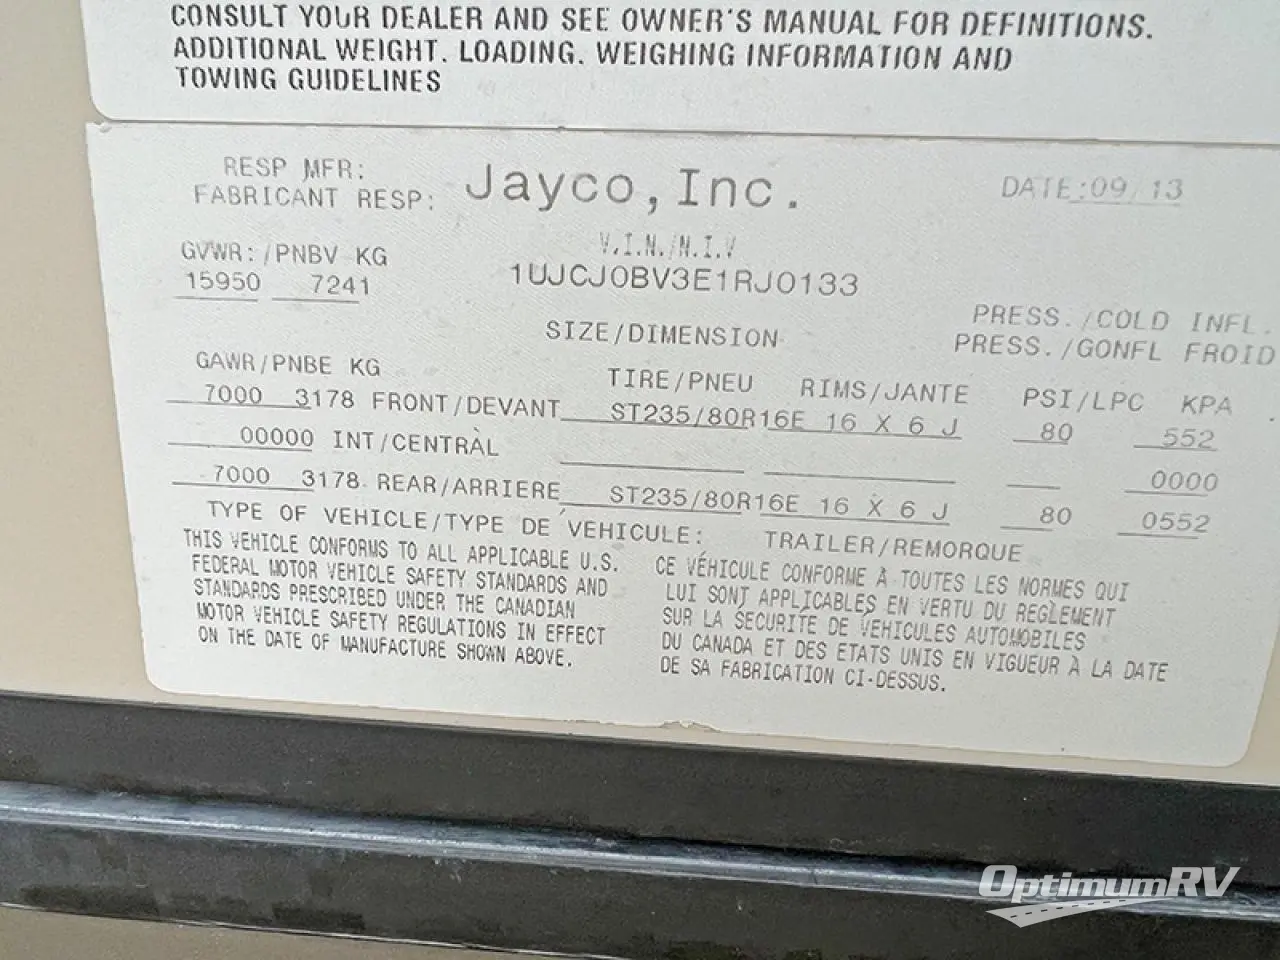 CONSULT YOUR DEALER AND SEE OWNER'S MANUAL FOR DEFINITIONS.
ADDITIONAL WEIGHT. LOADING. WEIGHING INFORMATION AND
TOWING GUIDELINES
RESP MFR:
FABRICANT RESP: Jayco, Inc. DATE:09/13
V.I.N./N.I.V
GVWR:/PNBV KG
15950 7241 1UJCJ0BV3E1RJ0133
SIZE/DIMENSION PRESS./COLD INFL.
PRESS./GONFL FROID
GAWR/PNBE KG TIRE/PNEU RIMS/JANTE PSI/LPC KPA
7000 3178 FRONT/DEVANT ST235/80R16E 16 X 6 J 80 552
00000 INT/CENTRAL 0000
7000 3178 REAR/ARRIERE ST235/80R16E 16 X 6 J 80 0552
TYPE OF VEHICLE/TYPE DE VEHICULE: TRAILER/REMORQUE
THIS VEHICLE CONFORMS TO ALL APPLICABLE U.S.
FEDERAL MOTOR VEHICLE SAFETY STANDARDS AND
STANDARDS PRESCRIBED UNDER THE CANADIAN
MOTOR VEHICLE SAFETY REGULATIONS IN EFFECT
ON THE DATE OF MANUFACTURE SHOWN ABOVE.
CE VÉHICULE CONFORME À TOUTES LES NORMES QUI
LUI SONT APPLICABLES EN VERTU DU REGLEMENT
SUR LA SECURITÉ DE VEHICULES AUTOMOBILES
DU CANADA ET DES ETATS UNIS EN VIGUEUR À LA DATE
DE SA FABRICATION CI-DESSUS.
OptimumRV